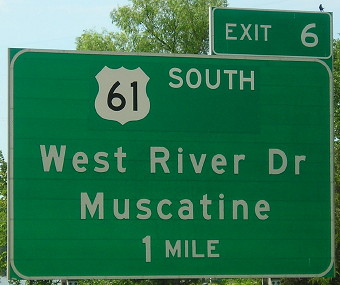 EXIT 6
61 SOUTH
West River Dr
Muscatine
1 MILE